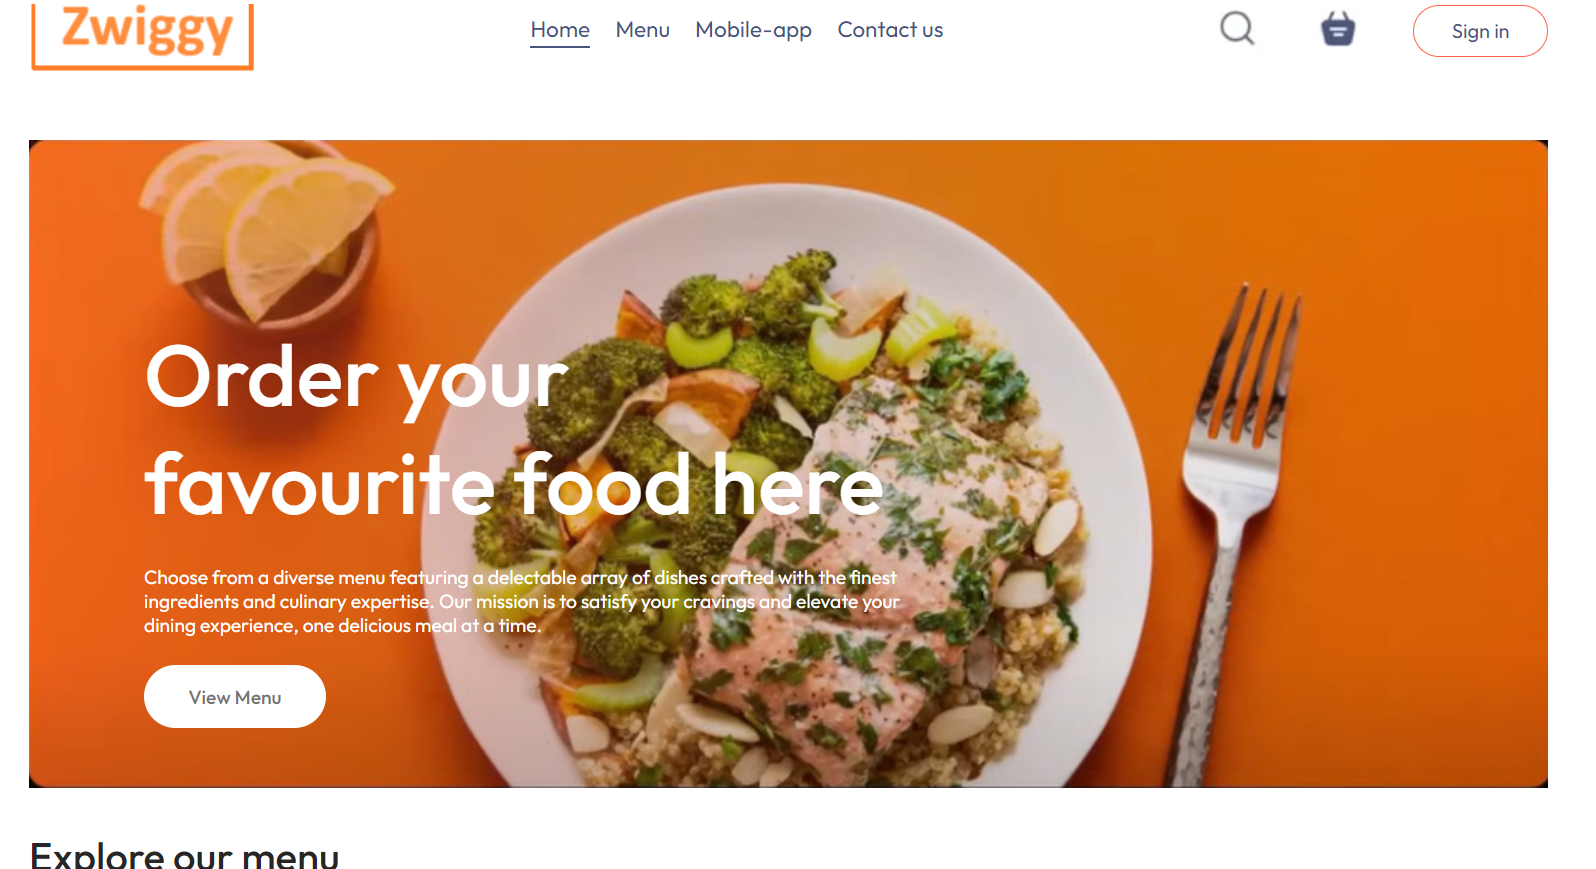 Zwiggy
Home Menu Mobile-app Contact us
Sign in
Order your
favourite food here
Choose from a diverse menu featuring a delectable array of dishes crafted with the finest
ingredients and culinary expertise. Our mission is to satisfy your cravings and elevate your
dining experience, one delicious meal at a time.
View Menu
Explore our menu